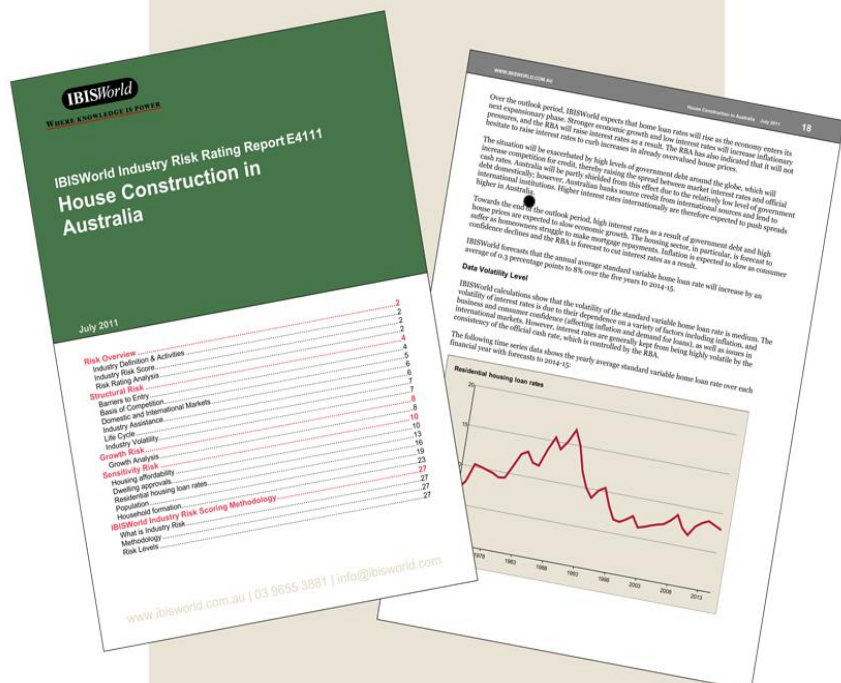 IBISWorld
WHERE KNOWLEDGE IS POWER
IBISWorld Industry Risk Rating Report E4111
House Construction in
Australia
July 2011
Risk Overview 2
Industry Definition & Activities 2
Industry Risk Score 2
Risk Rating Analysis 2
Structural Risk 4
Barriers to Entry 4
Basis of Competition 5
Domestic and International Markets 6
Industry Assistance 6
Life Cycle 7
Industry Volatility 7
Growth Risk 8
Growth Analysis 8
Sensitivity Risk 10
Housing affordability 10
Dwelling approvals 13
Residential housing loan rates 16
Population 19
Household formation 23
IBISWorld Industry Risk Scoring Methodology 27
What is Industry Risk 27
Methodology 27
Risk Levels 27
www.ibisworld.com.au | 03 9655 3881 | info@ibisworld.com
WWW.IBISWORLD.COM.AU
House Construction in Australia July 2011 18
Over the outlook period, IBISWorld expects that home loan rates will rise as the economy enters its
next expansionary phase. Stronger economic growth and low interest rates will increase inflationary
pressures, and the RBA will raise interest rates as a result. The RBA has also indicated that it will not
hesitate to raise interest rates to curb increases in already overvalued house prices.
The situation will be exacerbated by high levels of government debt around the globe, which will
increase competition for credit, thereby raising the spread between market interest rates and official
cash rates. Australia will be partly shielded from this effect due to the relatively low level of government
debt domestically; however, Australian banks source credit from international sources and lend to
international institutions. Higher interest rates internationally are therefore expected to push spreads
higher in Australia.
Towards the end of the outlook period, high interest rates as a result of government debt and high
house prices are expected to slow economic growth. The housing sector, in particular, is forecast to
suffer as homeowners struggle to make mortgage repayments. Inflation is expected to slow as consumer
confidence declines and the RBA is forecast to cut interest rates as a result.
IBISWorld forecasts that the annual average standard variable home loan rate will increase by an
average of 0.3 percentage points to 8% over the five years to 2014-15.
Data Volatility Level
IBISWorld calculations show that the volatility of the standard variable home loan rate is medium. The
volatility of interest rates is due to their dependence on a variety of factors including inflation, and
business and consumer confidence (affecting inflation and demand for loans), as well as issues in
international markets. However, interest rates are generally kept from being highly volatile by the
consistency of the official cash rate, which is controlled by the RBA.
The following time series data shows the yearly average standard variable home loan rate over each
financial year with forecasts to 2014-15:
Residential housing loan rates
20
15
1978 1983 1988 1993 1998 2003 2008 2013